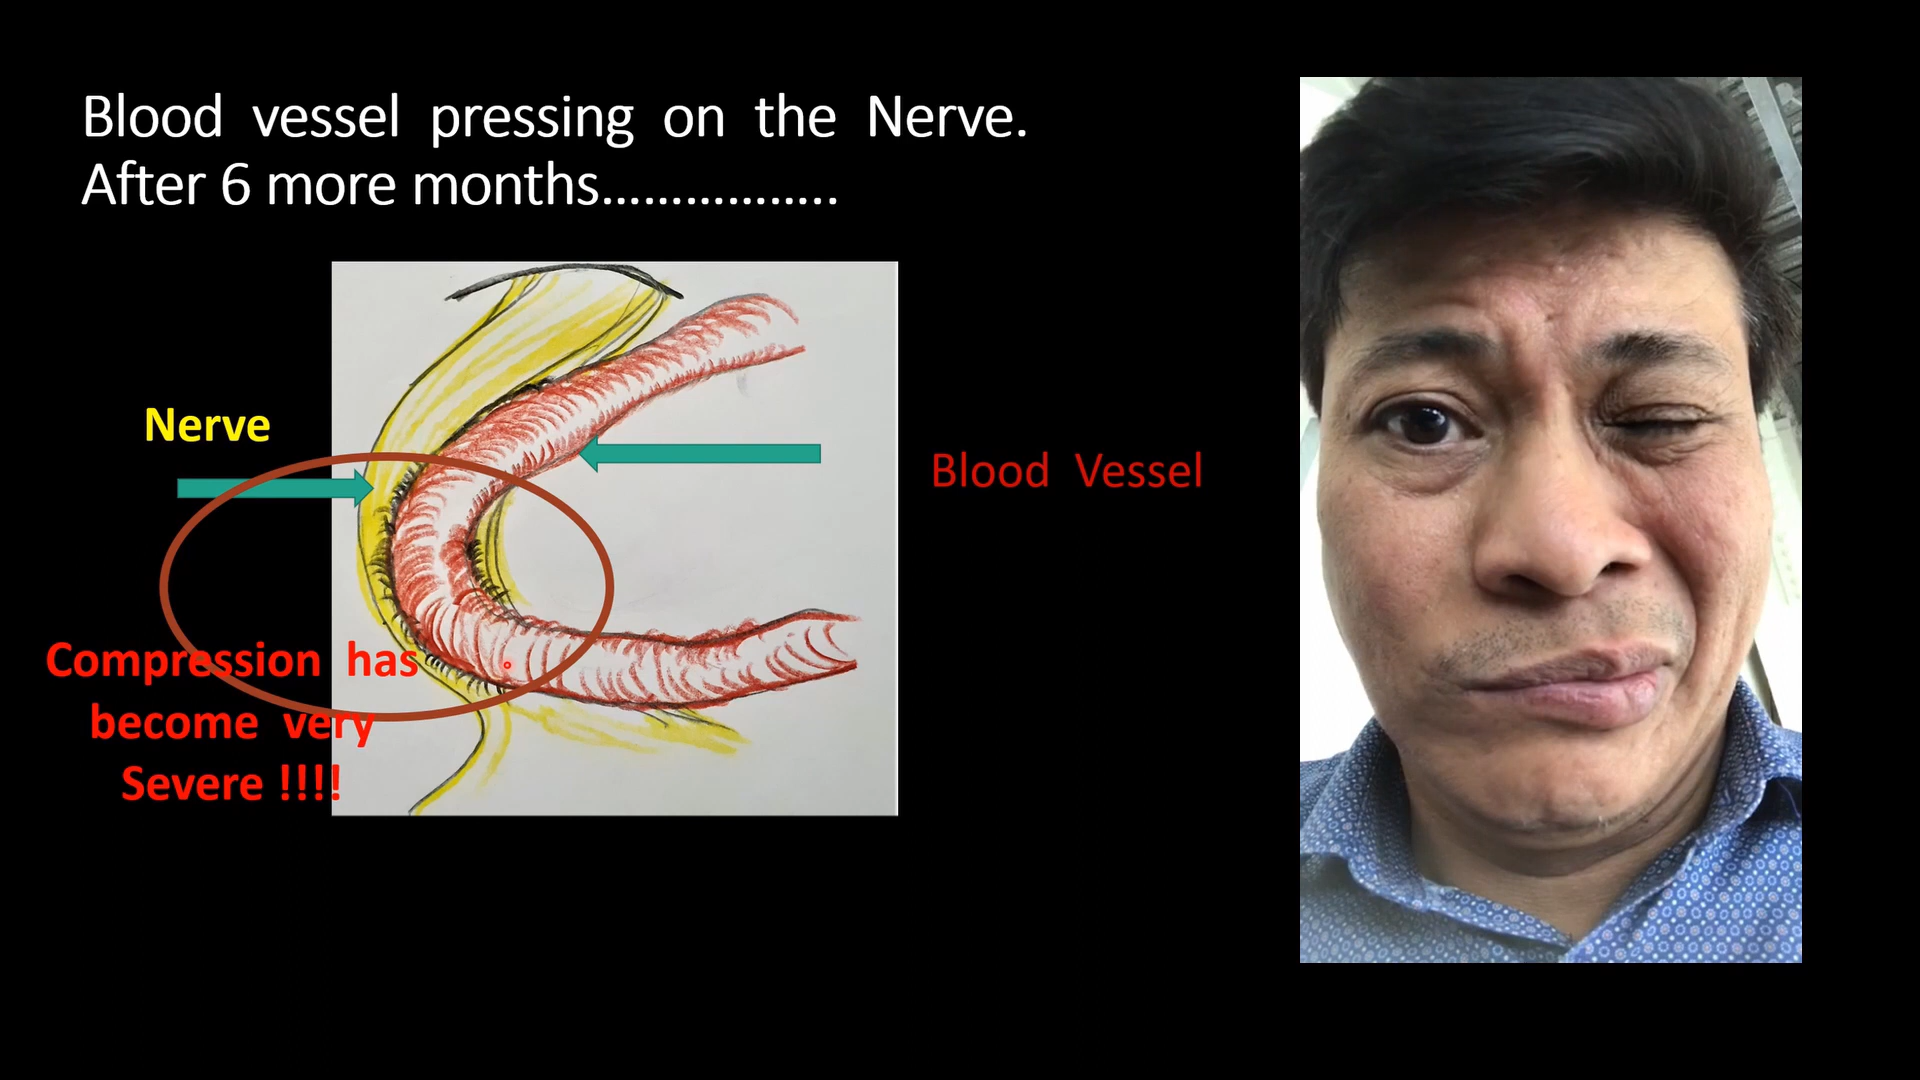 Blood vessel pressing on the Nerve.
After 6 more months……………..
Nerve
Blood Vessel
Compression has
become very
Severe !!!!